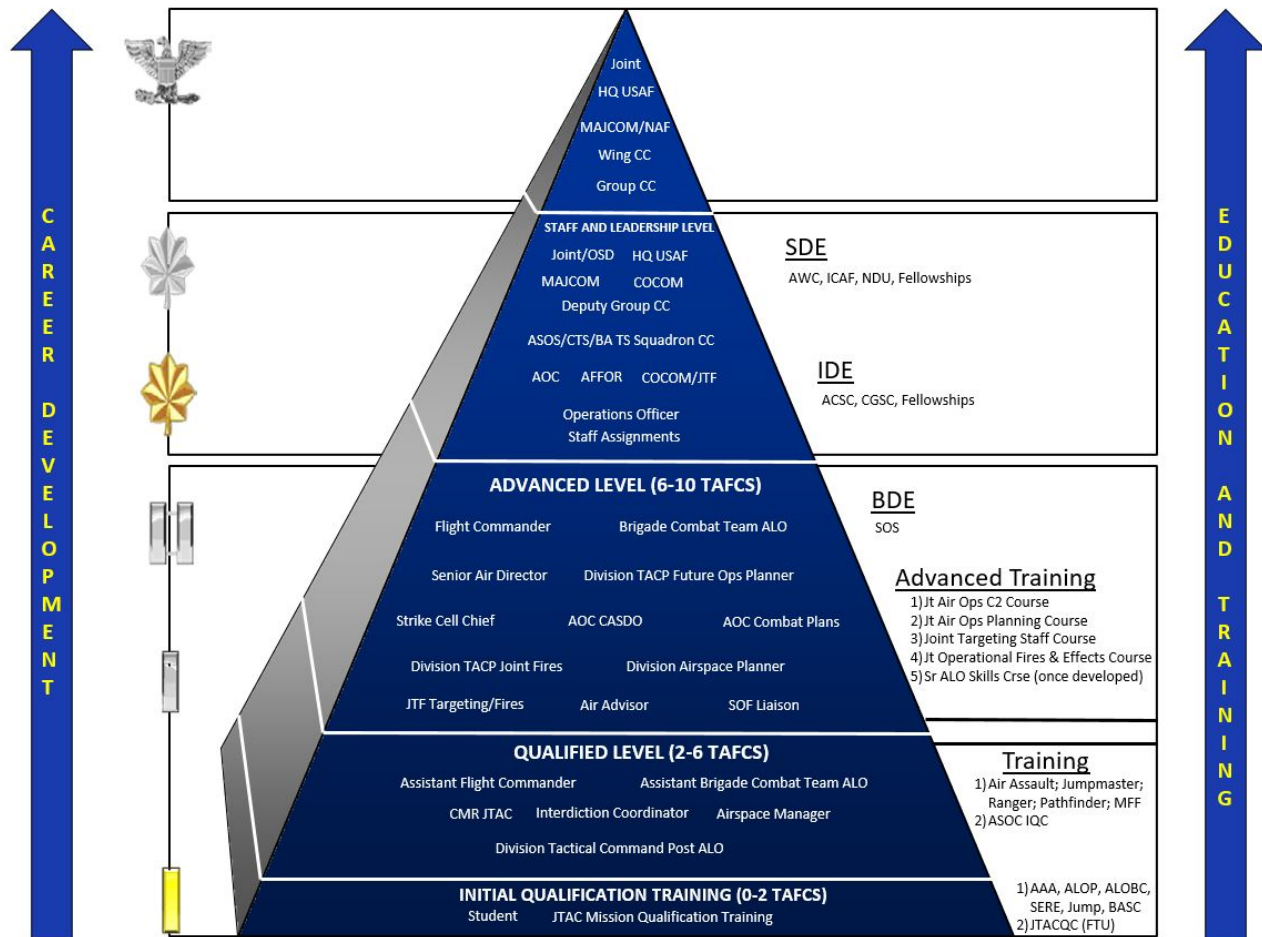 CAREER DEVELOPMENT
Joint
HQ USAF
MAJCOM/NAF
Wing CC
Group CC
STAFF AND LEADERSHIP LEVEL
Joint/OSD HQ USAF
MAJCOM COCOM
Deputy Group CC
ASOS/CTS/BA TS Squadron CC
AOC AFFOR COCOM/JTF
Operations Officer
Staff Assignments
SDE
AWC, ICAF, NDU, Fellowships
IDE
ACSC, CGSC, Fellowships
ADVANCED LEVEL (6-10 TAFCS)
Flight Commander Brigade Combat Team ALO
Senior Air Director Division TACP Future Ops Planner
Strike Cell Chief AOC CASDO AOC Combat Plans
Division TACP Joint Fires Division Airspace Planner
JTF Targeting/Fires Air Advisor SOF Liaison
BDE
SOS
Advanced Training
1) Jt Air Ops C2 Course
2) Jt Air Ops Planning Course
3) Joint Targeting Staff Course
4) Jt Operational Fires & Effects Course
5) Sr ALO Skills Crse (once developed)
QUALIFIED LEVEL (2-6 TAFCS)
Assistant Flight Commander Assistant Brigade Combat Team ALO
CMR JTAC Interdiction Coordinator Airspace Manager
Division Tactical Command Post ALO
Training
1) Air Assault; Jumpmaster;
Ranger; Pathfinder; MFF
2) ASOC IQC
INITIAL QUALIFICATION TRAINING (0-2 TAFCS)
Student JTAC Mission Qualification Training
1) AAA, ALOP, ALOBC,
SERE, Jump, BASC
2) JTACQC (FTU)
EDUCATION AND TRAINING